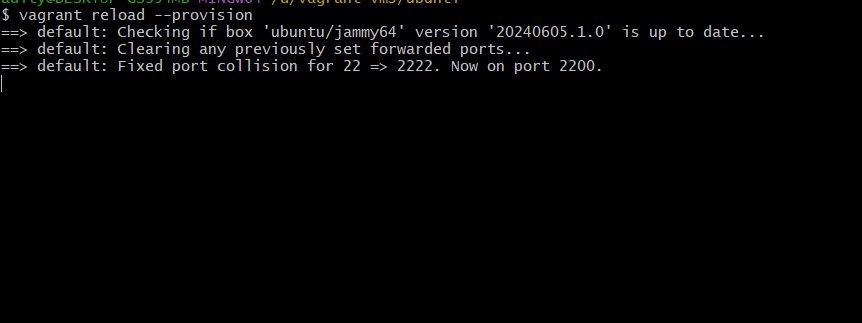 $ vagrant reload --provision
==> default: Checking if box 'ubuntu/jammy64' version '20240605.1.0' is up to date...
==> default: Clearing any previously set forwarded ports...
==> default: Fixed port collision for 22 => 2222. Now on port 2200.